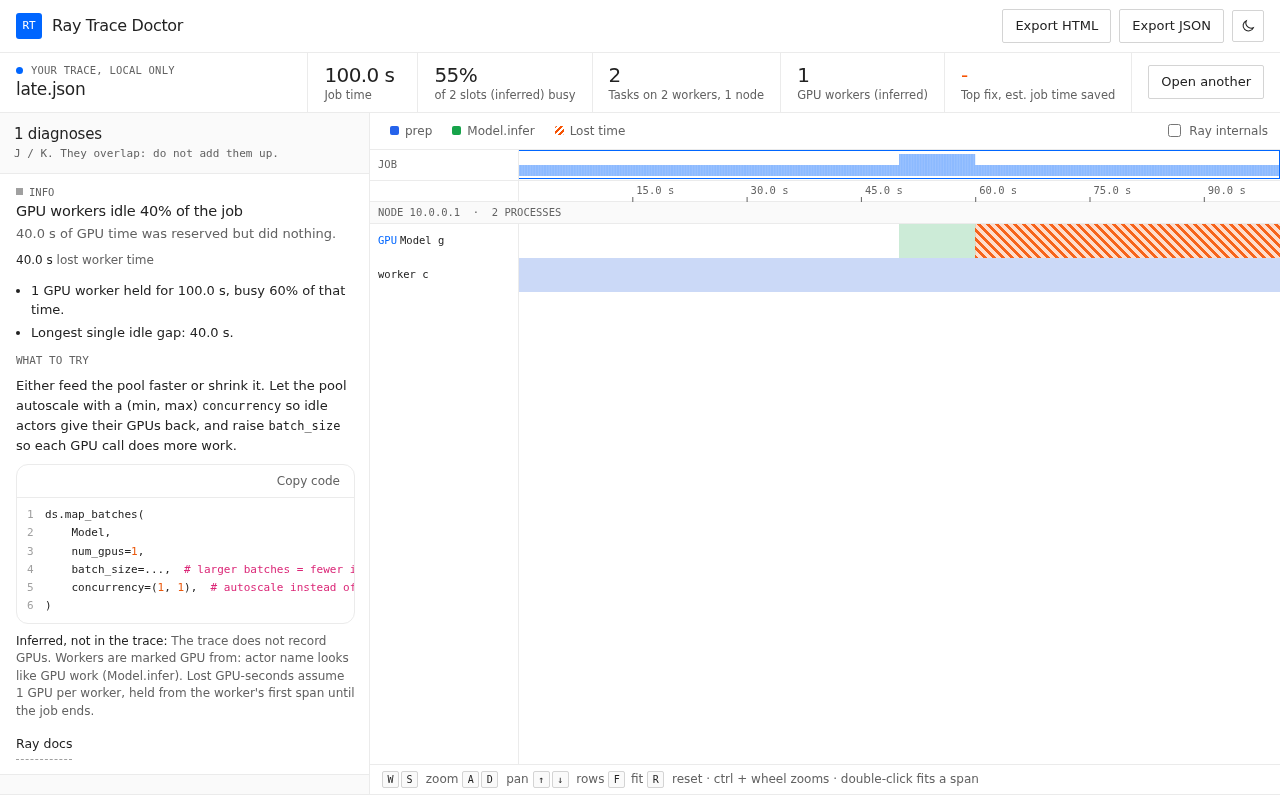 RT Ray Trace Doctor Export HTML Export JSON
YOUR TRACE, LOCAL ONLY
late.json
100.0 s
Job time
55%
of 2 slots (inferred) busy
2
Tasks on 2 workers, 1 node
1
GPU workers (inferred)
-
Top fix, est. job time saved
Open another
1 diagnoses
J / K. They overlap: do not add them up.
INFO
GPU workers idle 40% of the job
40.0 s of GPU time was reserved but did nothing.
40.0 s lost worker time
• 1 GPU worker held for 100.0 s, busy 60% of that
time.
• Longest single idle gap: 40.0 s.
WHAT TO TRY
Either feed the pool faster or shrink it. Let the pool
autoscale with a (min, max) concurrency so idle
actors give their GPUs back, and raise batch_size
so each GPU call does more work.
Copy code
1 ds.map_batches(
2     Model,
3     num_gpus=1,
4     batch_size=...,  # larger batches = fewer i
5     concurrency=(1, 1),  # autoscale instead of
6 )
Inferred, not in the trace: The trace does not record
GPUs. Workers are marked GPU from: actor name looks
like GPU work (Model.infer). Lost GPU-seconds assume
1 GPU per worker, held from the worker's first span until
the job ends.
Ray docs
prep Model.infer Lost time Ray internals
JOB
15.0 s 30.0 s 45.0 s 60.0 s 75.0 s 90.0 s
NODE 10.0.0.1 · 2 PROCESSES
GPU Model g
worker c
W S zoom A D pan ↑ ↓ rows F fit R reset · ctrl + wheel zooms · double-click fits a span